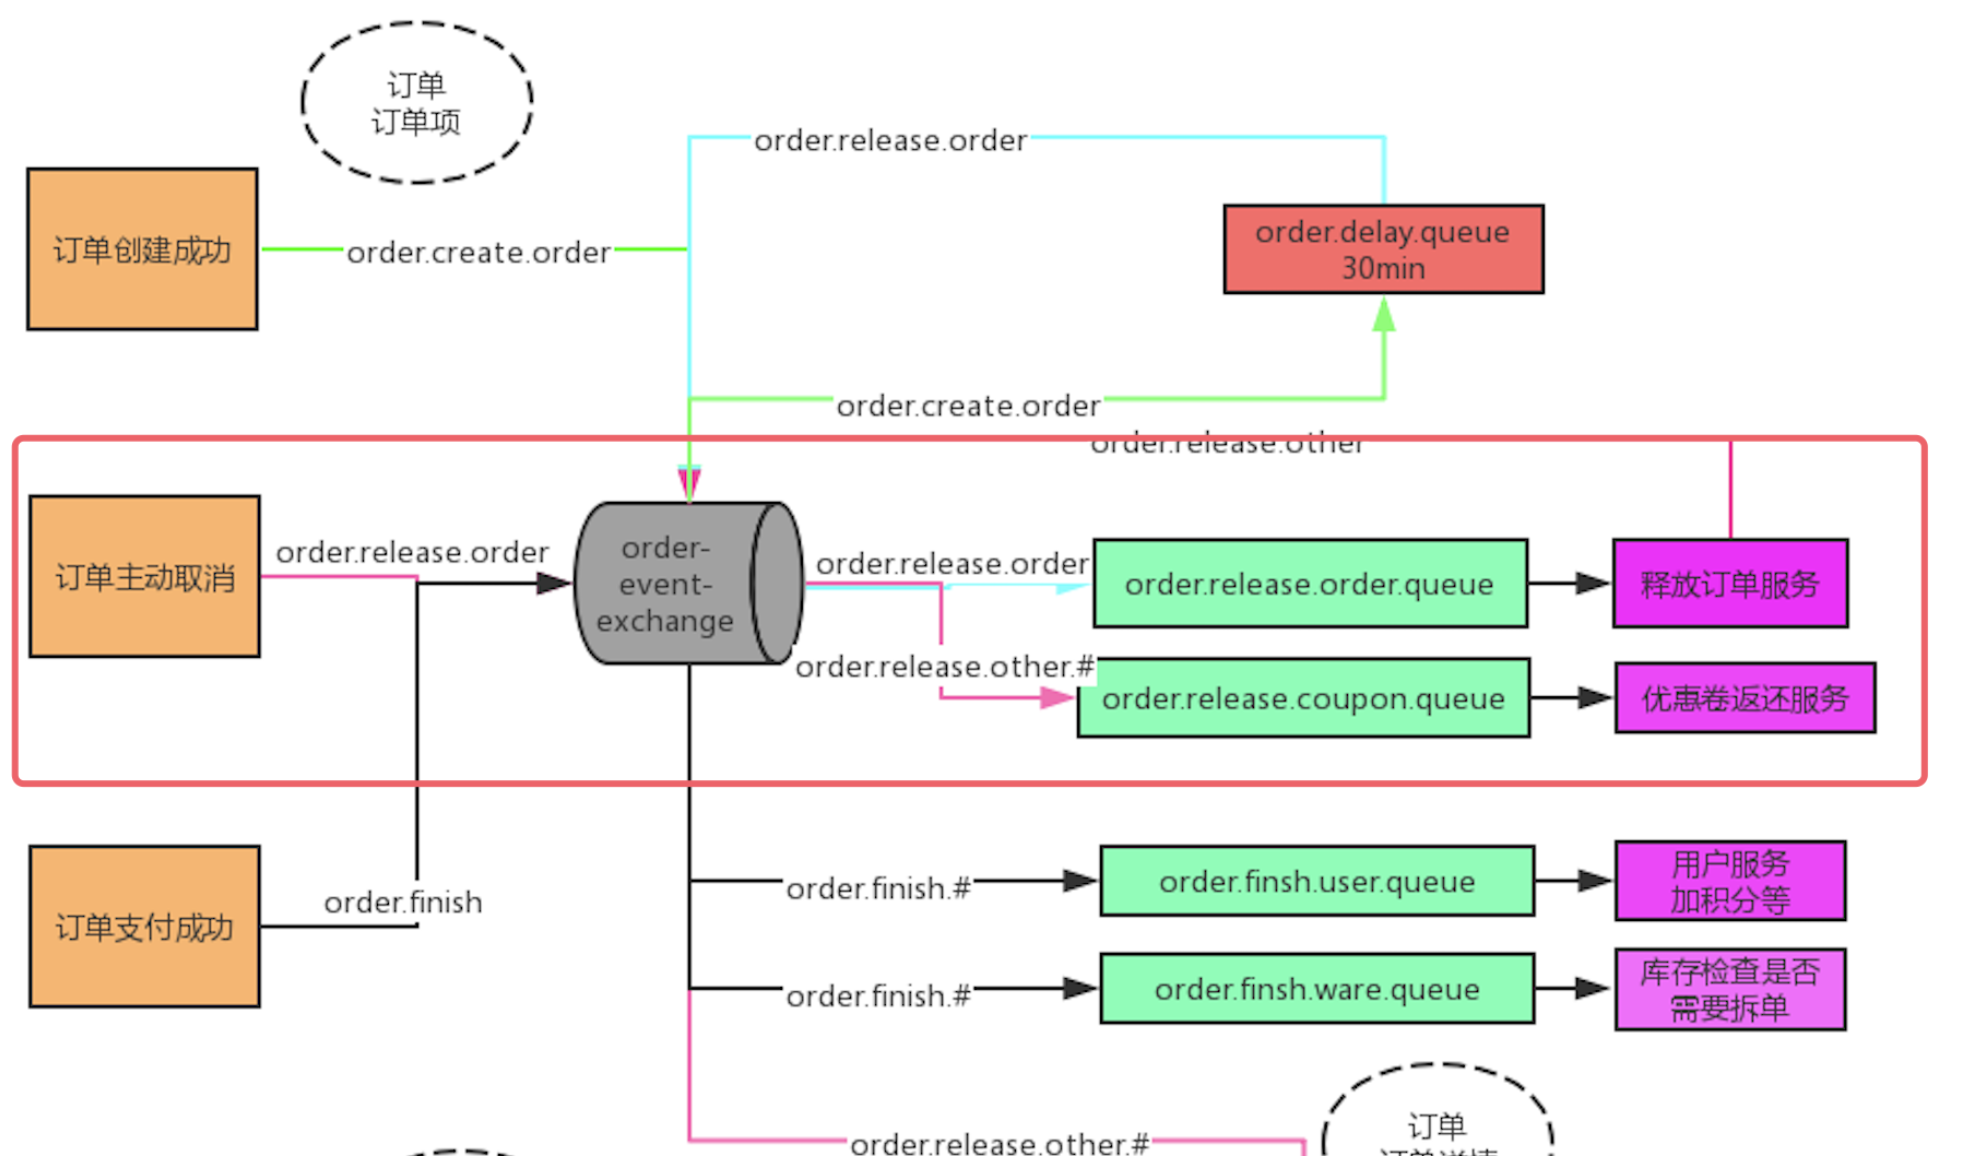 订单
订单项
order.release.order
订单创建成功
order.create.order
order.delay.queue
30min
order.create.order
order.release.other
订单主动取消
order.release.order
order-
event-
exchange
order.release.order
order.release.order.queue
释放订单服务
order.release.other.#
order.release.coupon.queue
优惠卷返还服务
订单支付成功
order.finish
order.finish.#
order.finsh.user.queue
用户服务
加积分等
order.finish.#
order.finsh.ware.queue
库存检查是否
需要拆单
order.release.other.#
订单